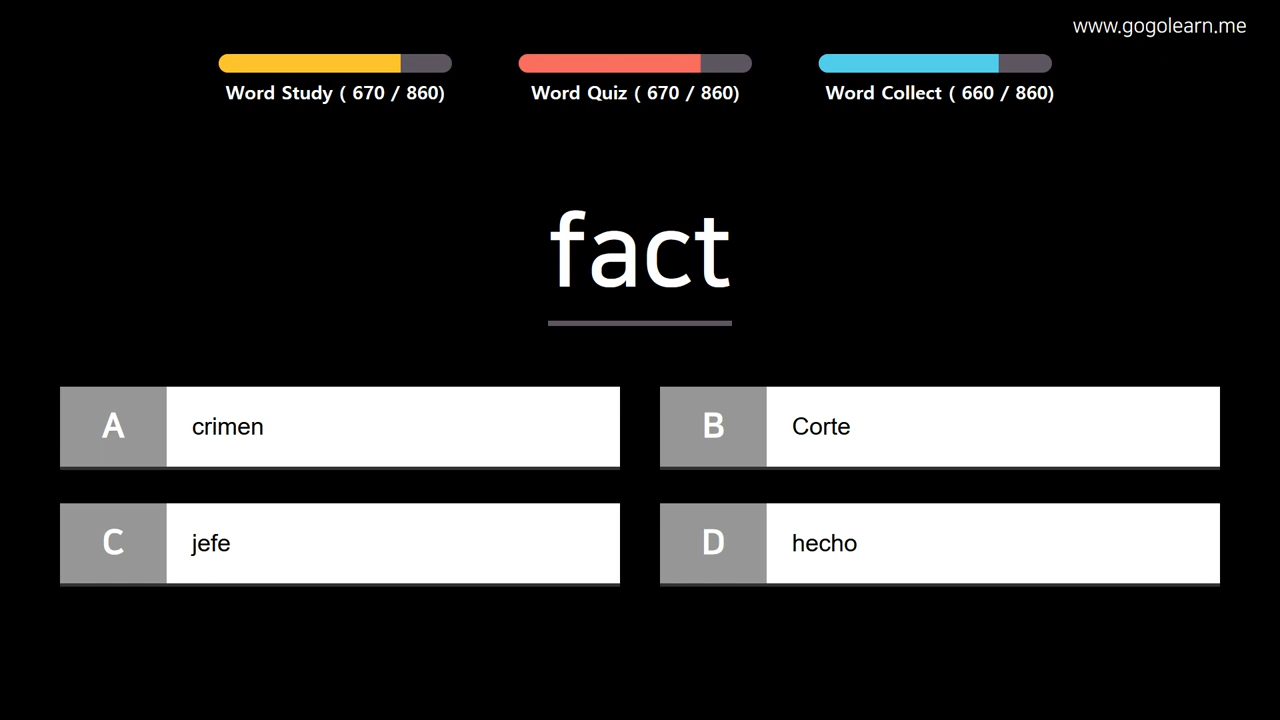 www.gogolearn.me
Word Study ( 670 / 860)
Word Quiz ( 670 / 860)
Word Collect ( 660 / 860)
fact
A crimen
B Corte
C jefe
D hecho